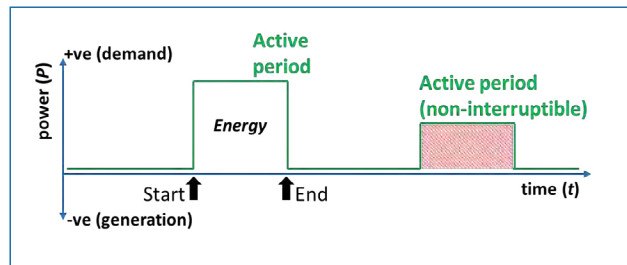 +ve (demand)
Active
period
power (P)
Energy
Active period
(non-interruptible)
Start
End
time (t)
-ve (generation)